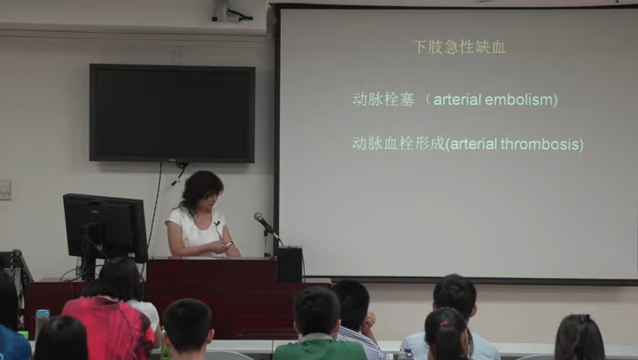 下肢急性缺血
动脉栓塞 （arterial embolism)
动脉血栓形成(arterial thrombosis)